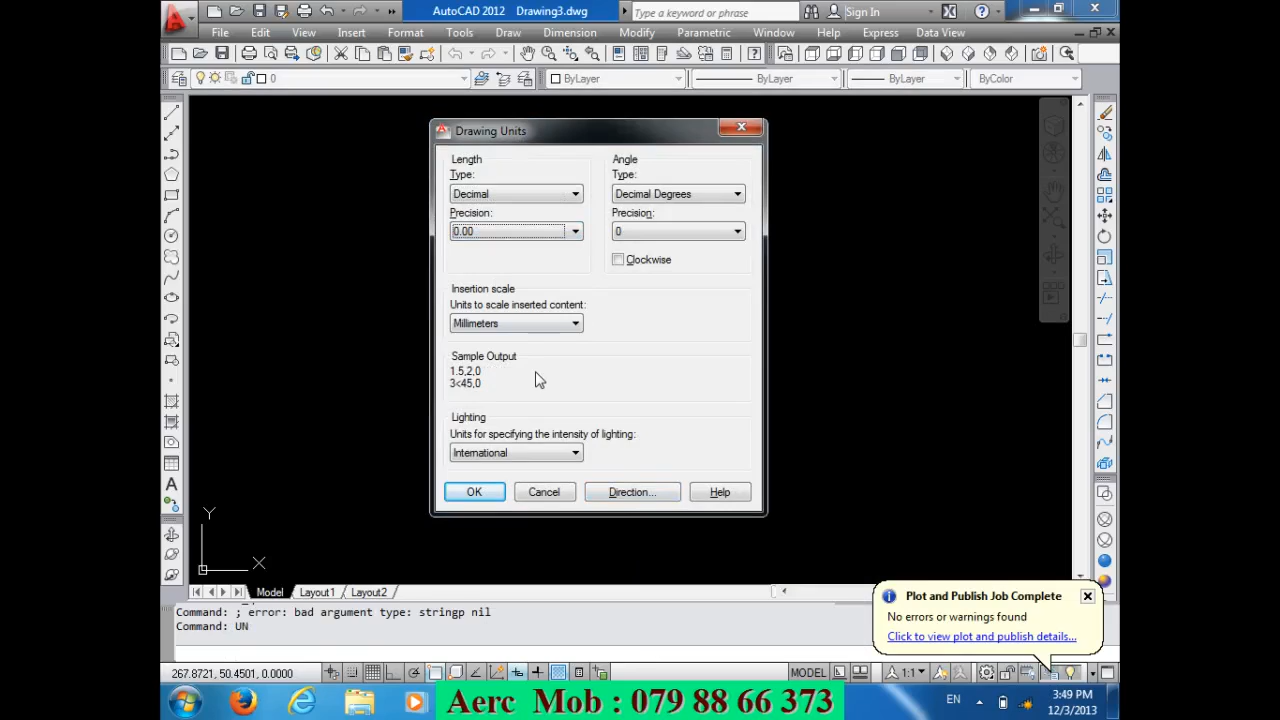 AutoCAD 2012 Drawing3.dwg
Type a keyword or phrase
Sign In
File Edit View Insert Format Tools Draw Dimension Modify Parametric Window Help Express Data View
0
ByLayer
ByLayer
ByLayer
ByColor
Drawing Units
Length
Type:
Decimal
Precision:
0.00
Angle
Type:
Decimal Degrees
Precision:
0
Clockwise
Insertion scale
Units to scale inserted content:
Millimeters
Sample Output
1.5,2,0
3<45,0
Lighting
Units for specifying the intensity of lighting:
International
OK Cancel Direction... Help
Y
X
Model Layout1 Layout2
Command: ; error: bad argument type: stringp nil
Command: UN
Plot and Publish Job Complete
No errors or warnings found
Click to view plot and publish details...
267.8721, 50.4501, 0.0000
MODEL
1:1
Aerc Mob : 079 88 66 373
EN
3:49 PM
12/3/2013